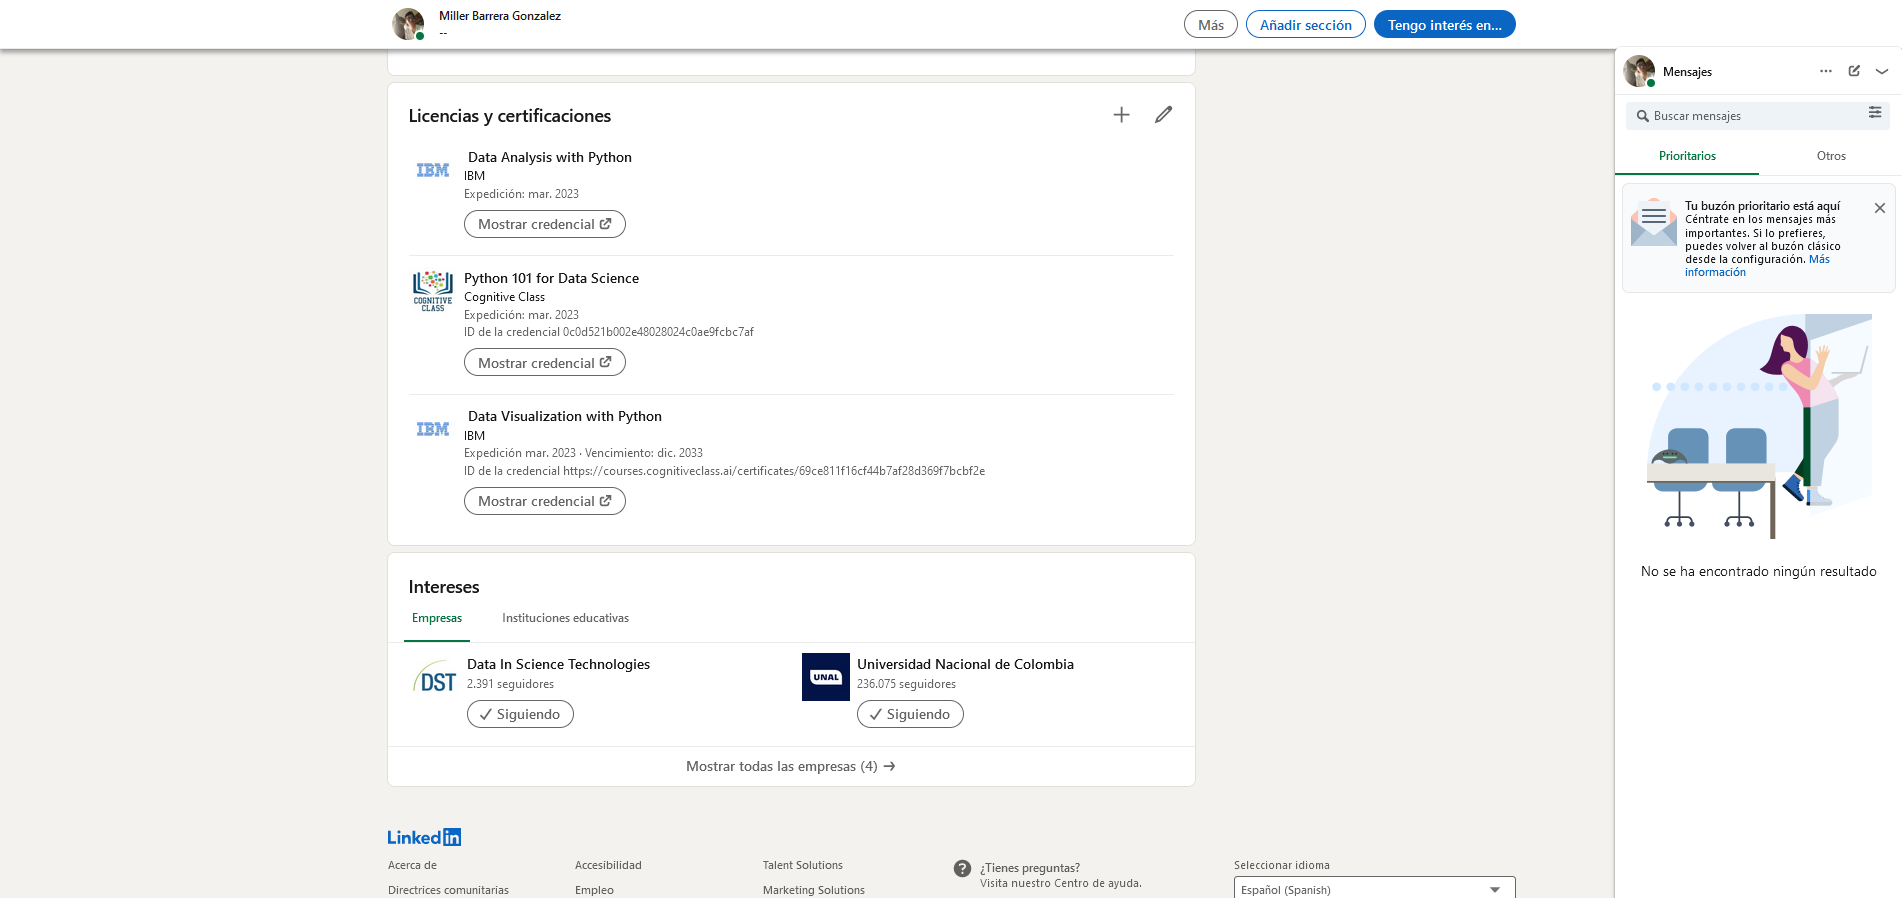 Miller Barrera Gonzalez
--
Más
Añadir sección
Tengo interés en...
Licencias y certificaciones
IBM
Data Analysis with Python
IBM
Expedición: mar. 2023
Mostrar credencial
COGNITIVE
CLASS
Python 101 for Data Science
Cognitive Class
Expedición: mar. 2023
ID de la credencial 0c0d521b002e48028024c0ae9fcbc7af
Mostrar credencial
IBM
Data Visualization with Python
IBM
Expedición mar. 2023 · Vencimiento: dic. 2033
ID de la credencial https://courses.cognitiveclass.ai/certificates/69ce811f16cf44b7af28d369f7bcbf2e
Mostrar credencial
Intereses
Empresas
Instituciones educativas
DST
Data In Science Technologies
2.391 seguidores
Siguiendo
UNAL
Universidad Nacional de Colombia
236.075 seguidores
Siguiendo
Mostrar todas las empresas (4)
LinkedIn
Acerca de
Accesibilidad
Talent Solutions
¿Tienes preguntas?
Visita nuestro Centro de ayuda.
Seleccionar idioma
Directrices comunitarias
Empleo
Marketing Solutions
Español (Spanish)
Mensajes
Buscar mensajes
Prioritarios
Otros
Tu buzón prioritario está aquí
Céntrate en los mensajes más
importantes. Si lo prefieres,
puedes volver al buzón clásico
desde la configuración. Más
información
No se ha encontrado ningún resultado